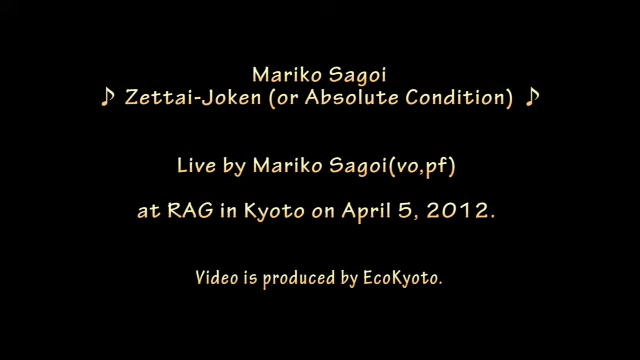 Mariko Sagoi
♪ Zettai-Joken (or Absolute Condition) ♪
Live by Mariko Sagoi(vo,pf)
at RAG in Kyoto on April 5, 2012.
Video is produced by EcoKyoto.